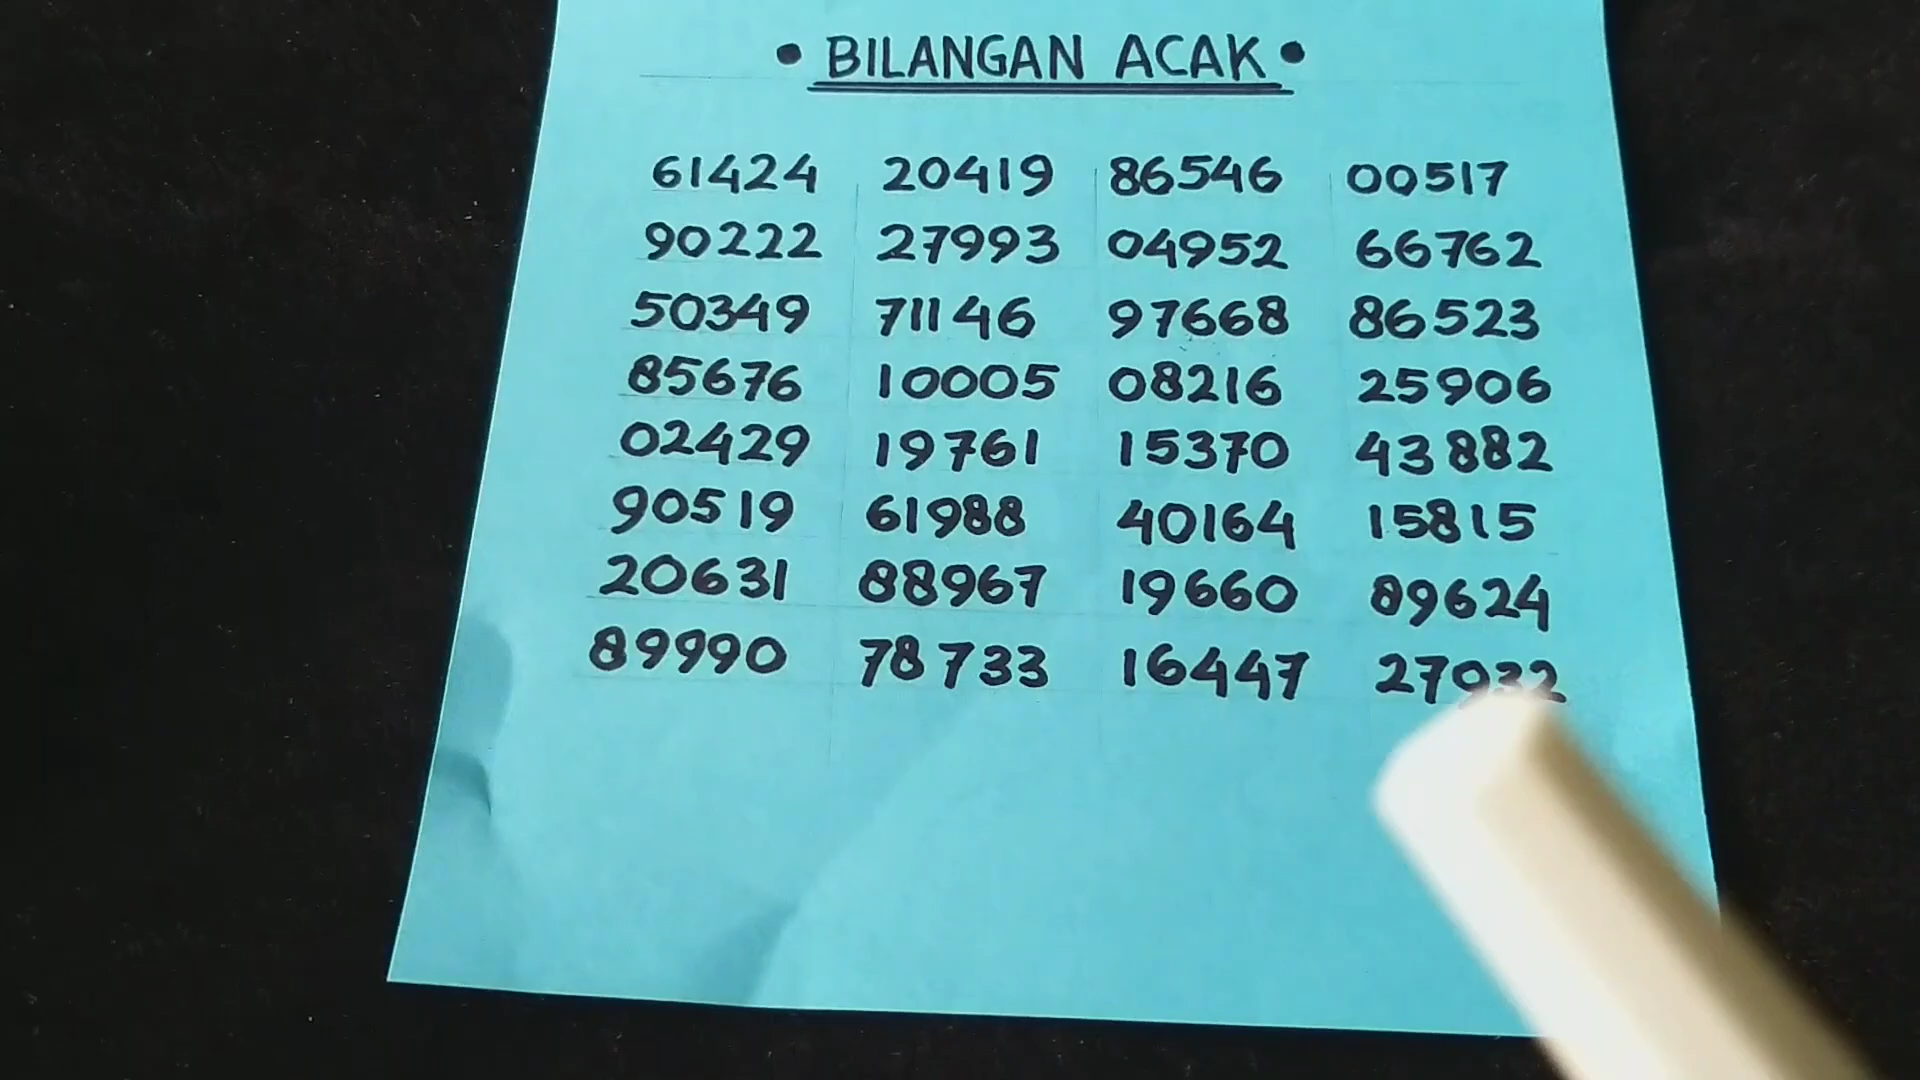 • BILANGAN ACAK •
61424 20419 86546 00517
90222 27993 04952 66762
50349 71146 97668 86523
85676 10005 08216 25906
02429 19761 15370 43882
90519 61988 40164 15815
20631 88967 19660 89624
89990 78733 16447 27932